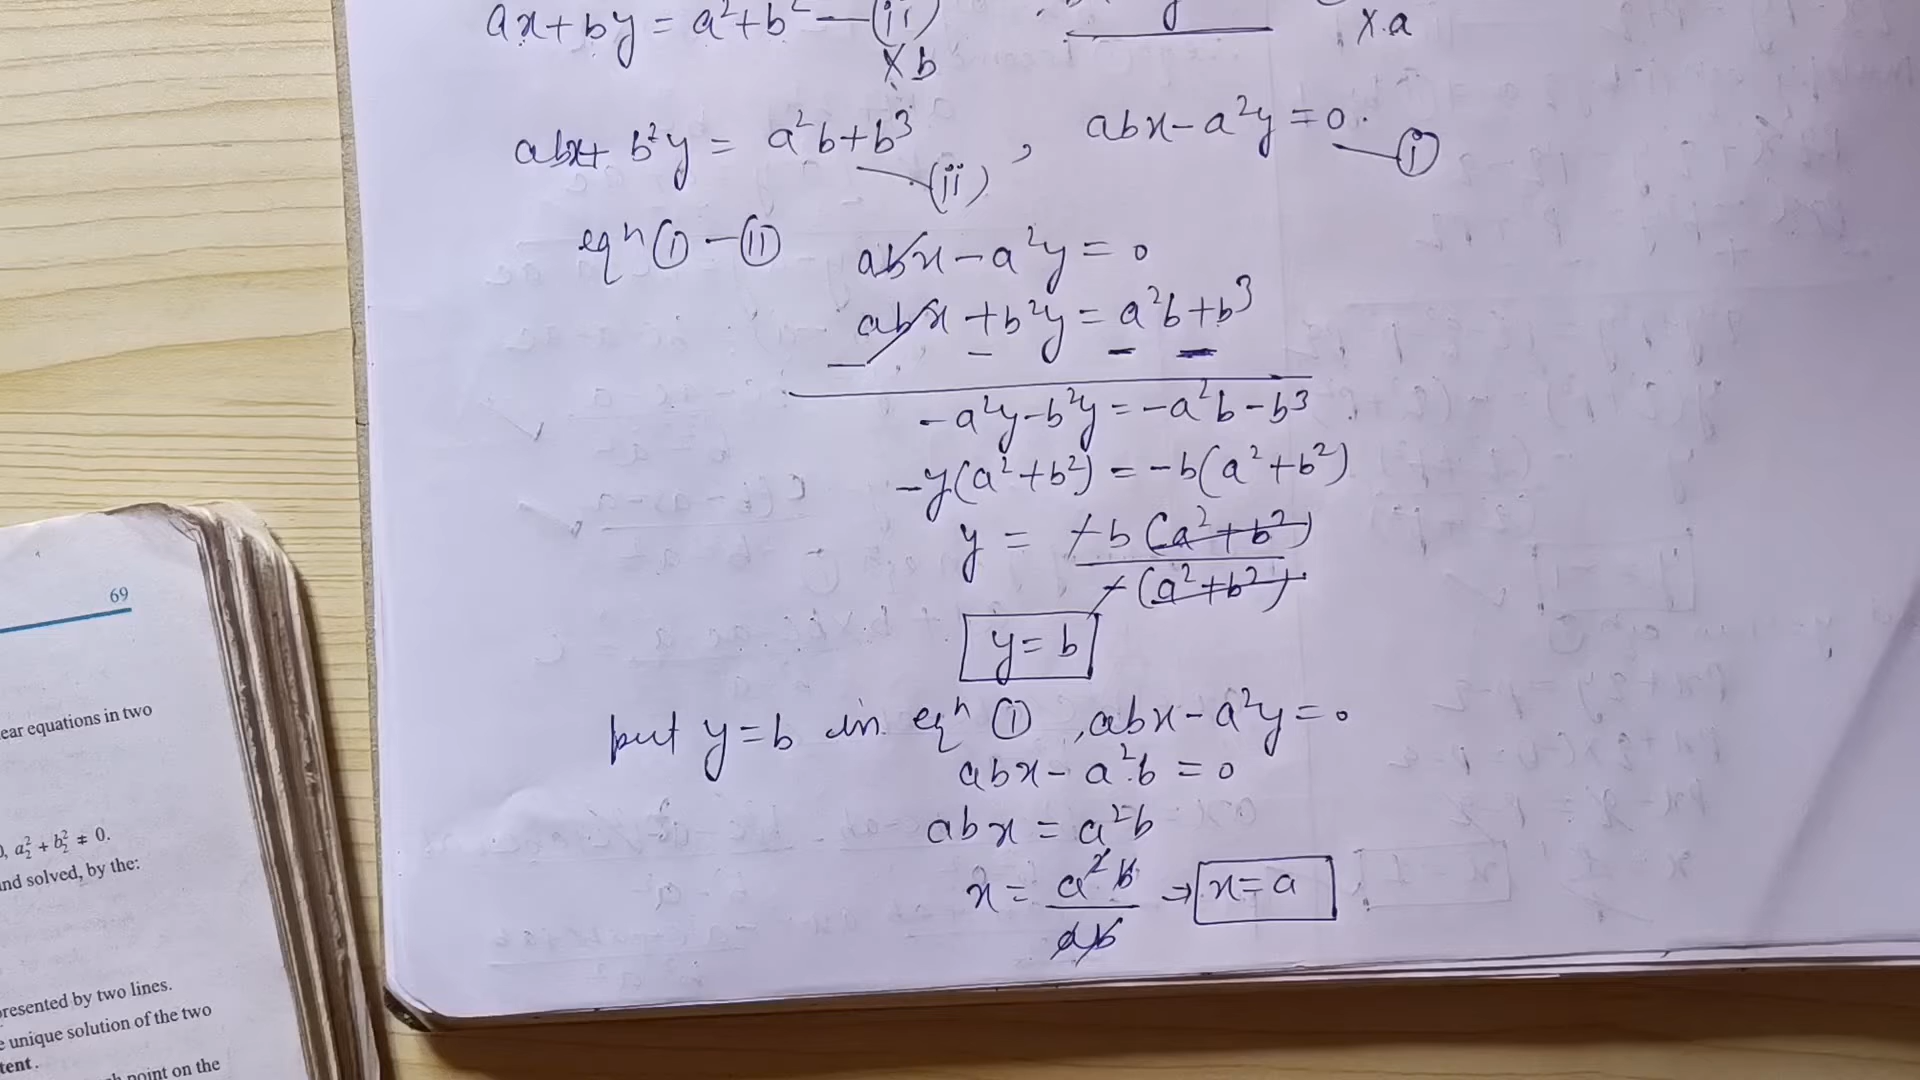 ax + by = a² + b² — (ii)
× b
× a
abx + b²y = a²b + b³ — (ii) , abx - a²y = 0. — (i)
eqⁿ (i) - (ii)
abx - a²y = 0
abx + b²y = a²b + b³
- - - -
-a²y - b²y = -a²b - b³
-y(a² + b²) = -b(a² + b²)
y = -b(a² + b²)
-(a² + b²)
y = b
put y = b in eqⁿ (i), abx - a²y = 0
abx - a²b = 0
abx = a²b
x = a²b / ab ⇒ x = a
69
ear equations in two
0, a₂² + b₂² ≠ 0.
nd solved, by the:
presented by two lines.
e unique solution of the two
tent.
point on the